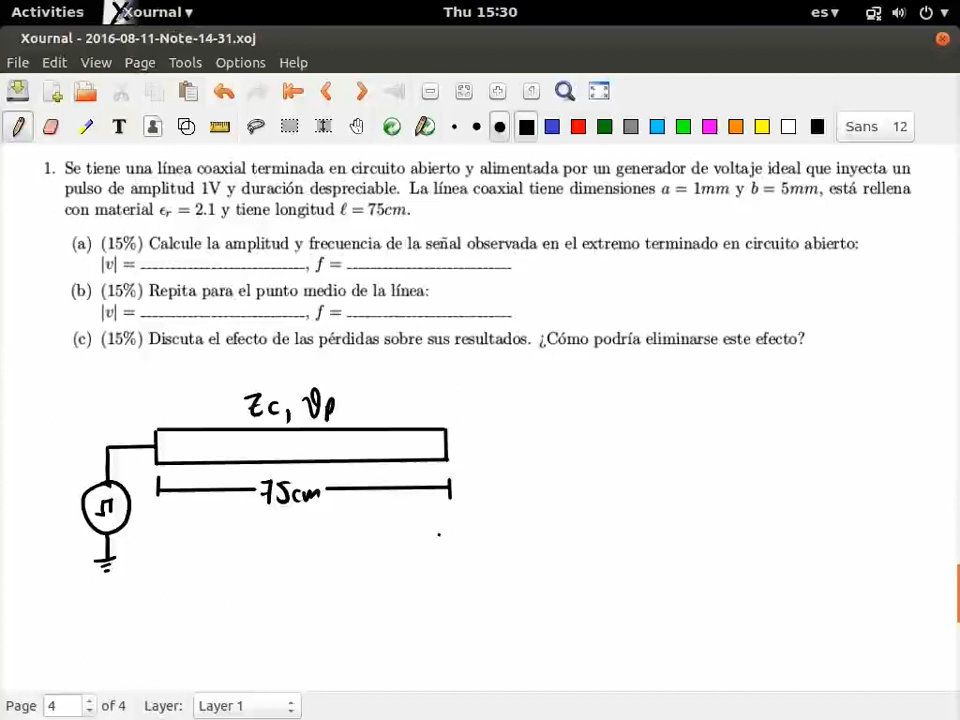 Activities Xournal ▾ Thu 15:30 es ▾
Xournal - 2016-08-11-Note-14-31.xoj
File Edit View Page Tools Options Help
T Sans 12
1. Se tiene una línea coaxial terminada en circuito abierto y alimentada por un generador de voltaje ideal que inyecta un
pulso de amplitud 1V y duración despreciable. La línea coaxial tiene dimensiones a = 1mm y b = 5mm, está rellena
con material ϵᵣ = 2.1 y tiene longitud ℓ = 75cm.
(a) (15%) Calcule la amplitud y frecuencia de la señal observada en el extremo terminado en circuito abierto:
|v| = ____________________, f = ____________________
(b) (15%) Repita para el punto medio de la línea:
|v| = ____________________, f = ____________________
(c) (15%) Discuta el efecto de las pérdidas sobre sus resultados. ¿Cómo podría eliminarse este efecto?
Zc, ϑp
75cm
Page 4 of 4 Layer: Layer 1